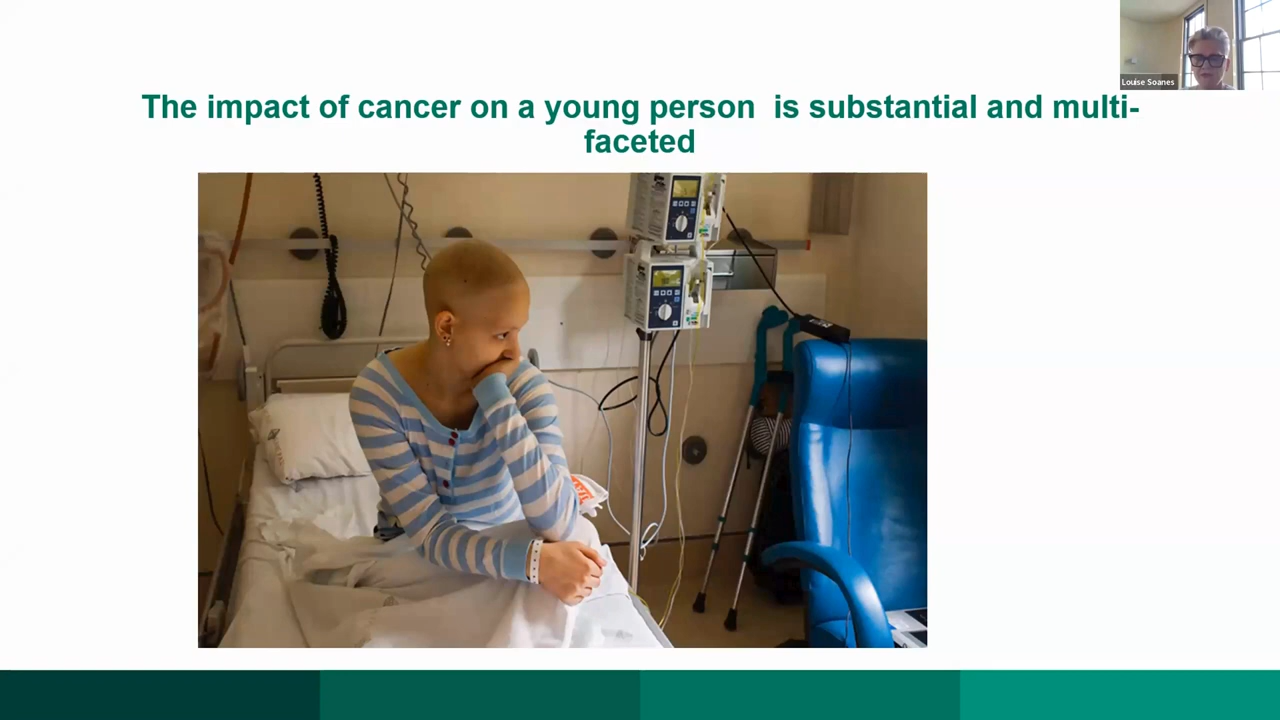 Louise Soanes
The impact of cancer on a young person  is substantial and multi-
faceted